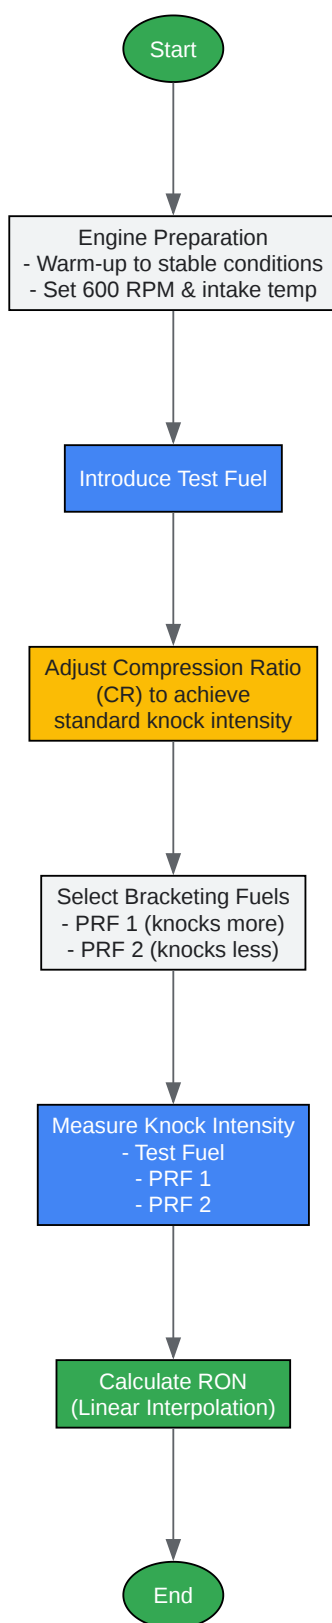 Start
Engine Preparation
- Warm-up to stable conditions
- Set 600 RPM & intake temp
Introduce Test Fuel
Adjust Compression Ratio
(CR) to achieve
standard knock intensity
Select Bracketing Fuels
- PRF 1 (knocks more)
- PRF 2 (knocks less)
Measure Knock Intensity
- Test Fuel
- PRF 1
- PRF 2
Calculate RON
(Linear Interpolation)
End